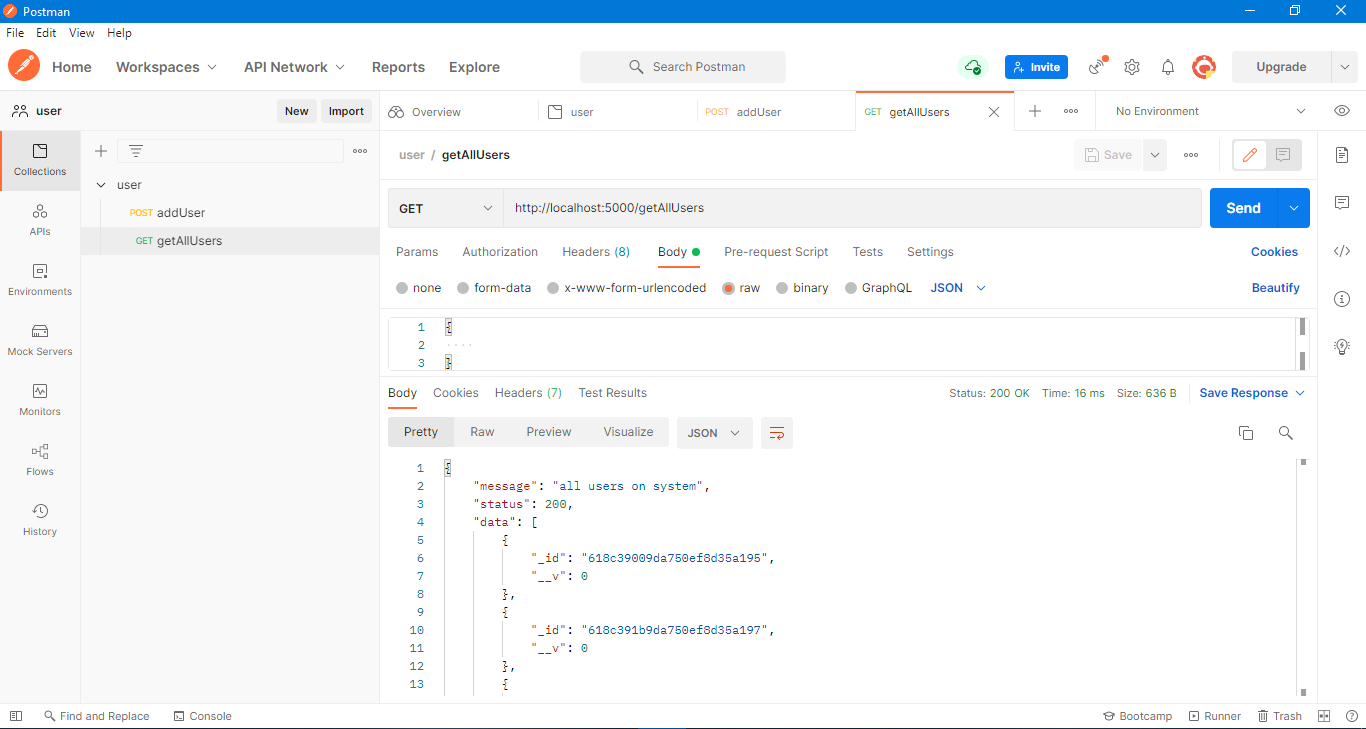 Postman
File Edit View Help
Home Workspaces API Network Reports Explore Search Postman Invite Upgrade
user New Import
Overview user POST addUser GET getAllUsers No Environment
Collections
APIs
Environments
Mock Servers
Monitors
Flows
History
user
POST addUser
GET getAllUsers
user / getAllUsers Save
GET http://localhost:5000/getAllUsers Send
Params Authorization Headers (8) Body Pre-request Script Tests Settings Cookies
none form-data x-www-form-urlencoded raw binary GraphQL JSON Beautify
1 {
2 ....
3 }
Body Cookies Headers (7) Test Results Status: 200 OK Time: 16 ms Size: 636 B Save Response
Pretty Raw Preview Visualize JSON
1 {
2 "message": "all users on system",
3 "status": 200,
4 "data": [
5 {
6 "_id": "618c39009da750ef8d35a195",
7 "__v": 0
8 },
9 {
10 "_id": "618c391b9da750ef8d35a197",
11 "__v": 0
12 },
13 {
Find and Replace Console Bootcamp Runner Trash